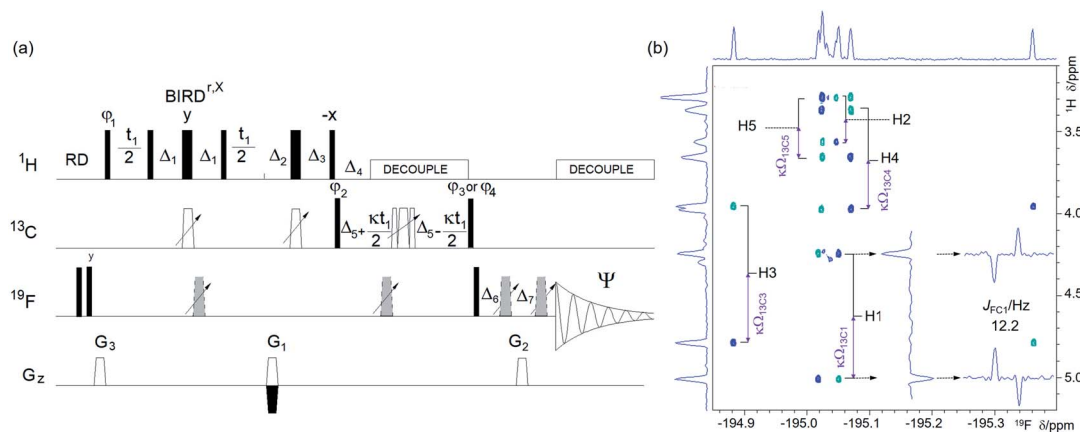 (a)
BIRD^r,X
φ1 y -x
t1/2 Δ1 Δ1 t1/2 Δ2 Δ3 Δ4
1H RD DECOUPLE DECOUPLE
φ2 φ3 or φ4
13C Δ5+ κt1/2 Δ5- κt1/2
y Ψ
19F Δ6 Δ7
G3 G1 G2
Gz
(b)
1H δ/ppm
H5 H2
H4
κΩ13C5 κΩ13C4
4.0
H3
κΩ13C3
H1
κΩ13C1
4.5
JFC1/Hz
12.2
5.0
-194.9 -195.0 -195.1 -195.2 -195.3 19F δ/ppm